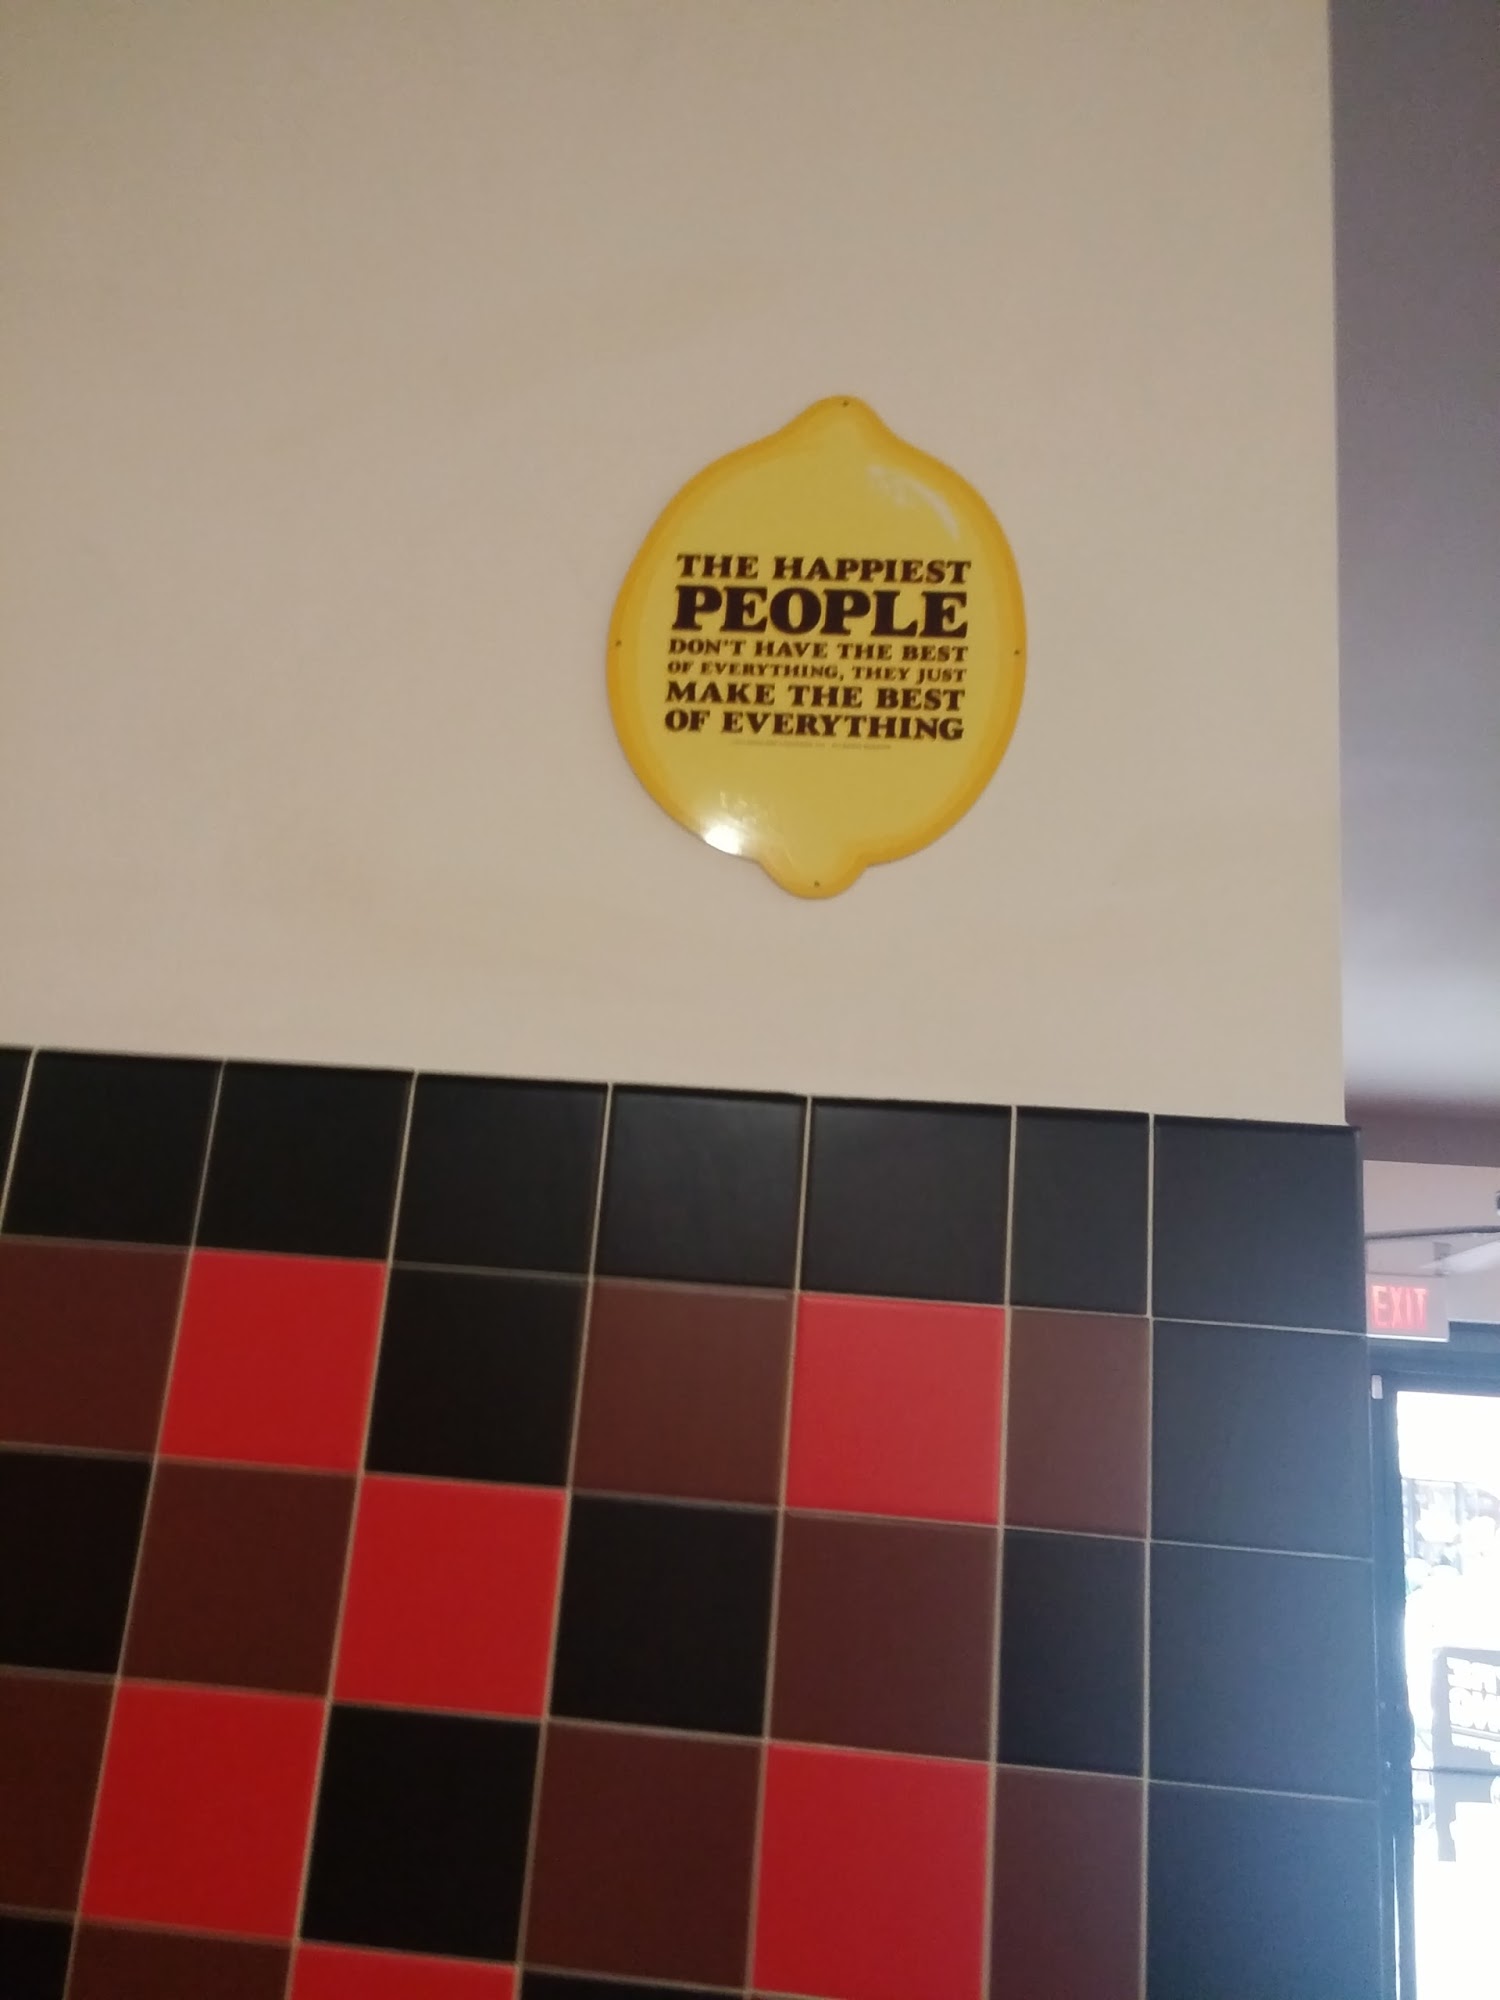 THE HAPPIEST
PEOPLE
DON'T HAVE THE BEST
OF EVERYTHING, THEY JUST
MAKE THE BEST
OF EVERYTHING
EXIT